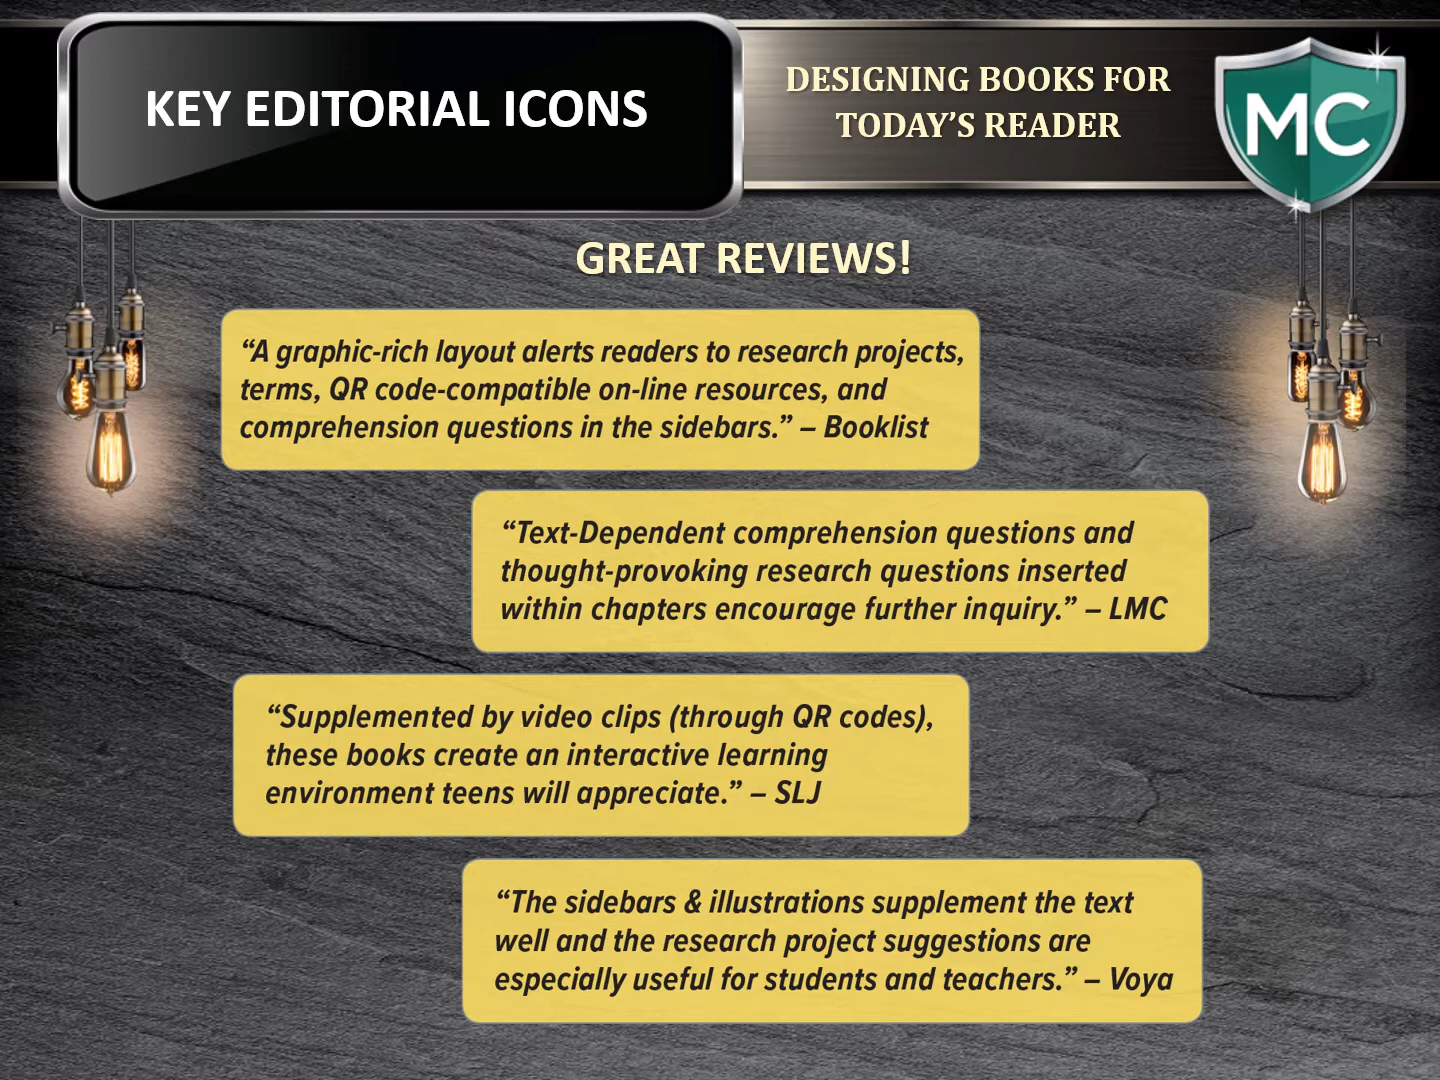 KEY EDITORIAL ICONS
DESIGNING BOOKS FOR
TODAY’S READER
MC
GREAT REVIEWS!
“A graphic-rich layout alerts readers to research projects,
terms, QR code-compatible on-line resources, and
comprehension questions in the sidebars.” – Booklist
“Text-Dependent comprehension questions and
thought-provoking research questions inserted
within chapters encourage further inquiry.” – LMC
“Supplemented by video clips (through QR codes),
these books create an interactive learning
environment teens will appreciate.” – SLJ
“The sidebars & illustrations supplement the text
well and the research project suggestions are
especially useful for students and teachers.” – Voya